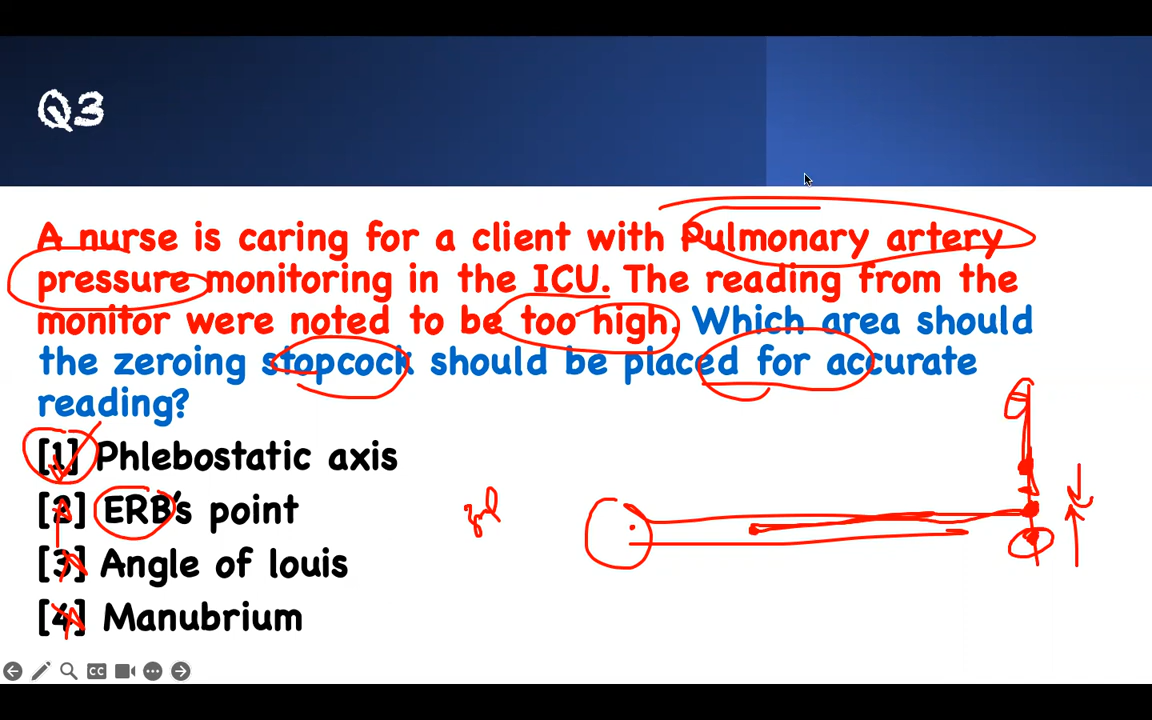 Q3
A nurse is caring for a client with Pulmonary artery
pressure monitoring in the ICU. The reading from the
monitor were noted to be too high. Which area should
the zeroing stopcock should be placed for accurate
reading?
[1] Phlebostatic axis
[2] ERB's point
[3] Angle of louis
[4] Manubrium
CC